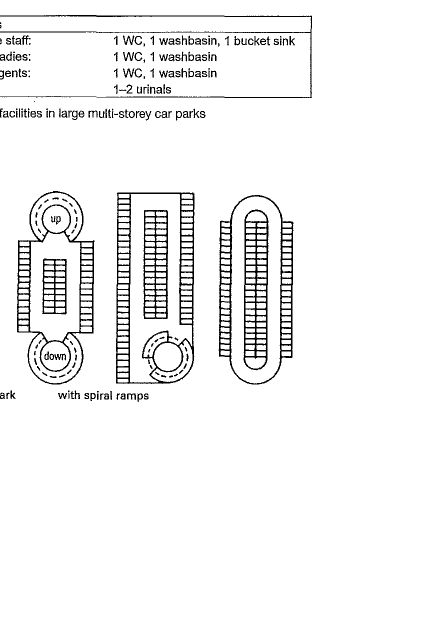 s
e staff: 1 WC, 1 washbasin, 1 bucket sink
adies: 1 WC, 1 washbasin
gents: 1 WC, 1 washbasin
1–2 urinals
facilities in large multi-storey car parks
up
down
ark with spiral ramps